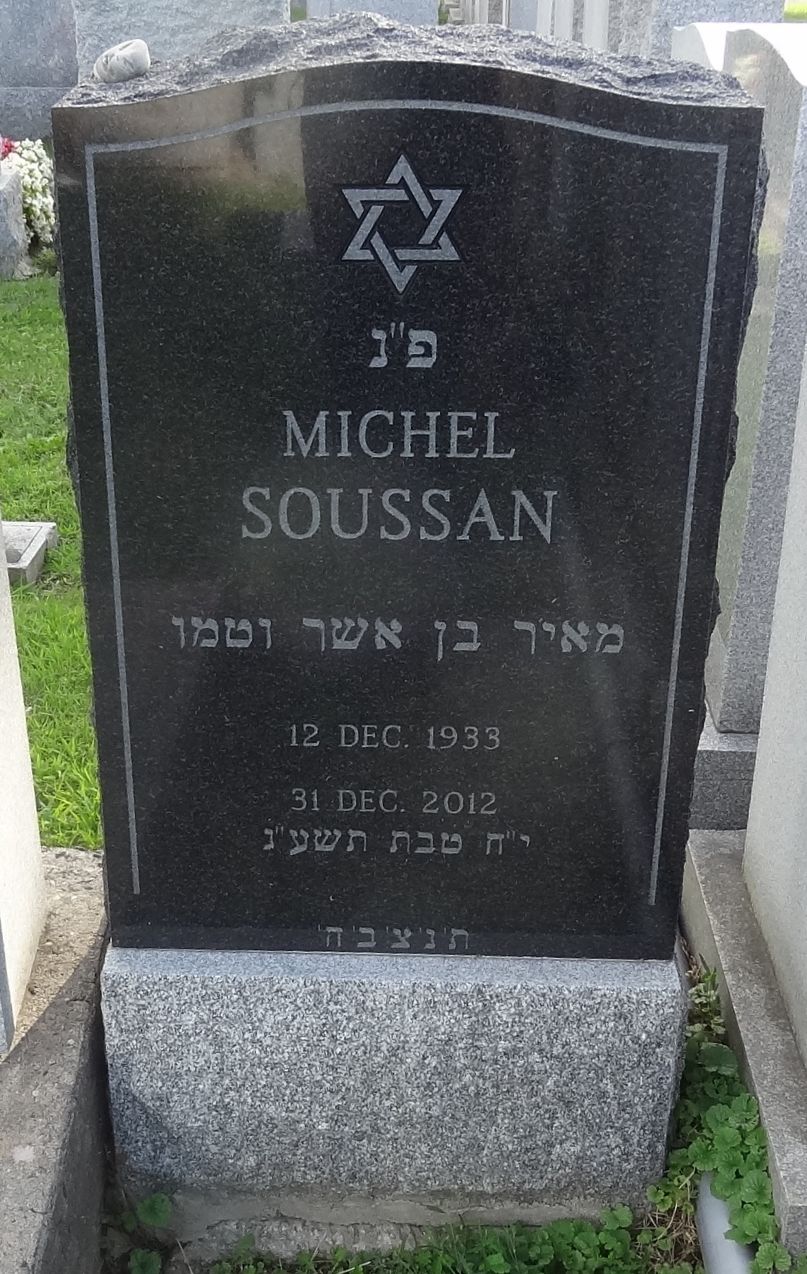 פ"נ
MICHEL
SOUSSAN
מאיר בן אשר וטמו
12 DEC. 1933
31 DEC. 2012
י"ח טבת תשע"ג
ת'נ'צ'ב'ה'